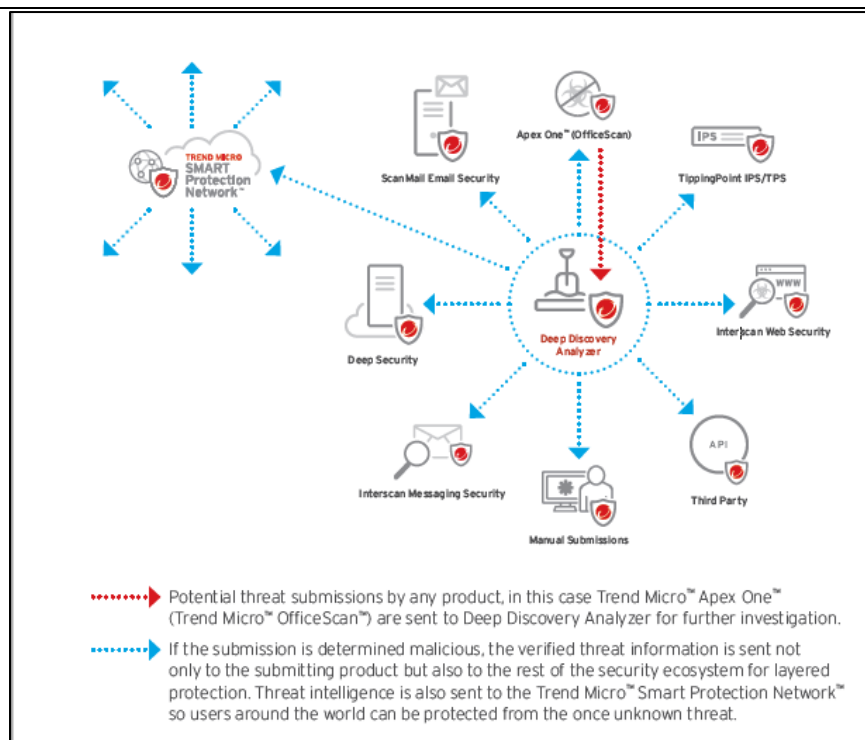 TREND MICRO
SMART
Protection
Network™
ScanMail Email Security
Apex One™ (OfficeScan)
IPS
TippingPoint IPS/TPS
Deep Security
Deep Discovery
Analyzer
WWW
Interscan Web Security
Interscan Messaging Security
Manual Submissions
API
Third Party
Potential threat submissions by any product, in this case Trend Micro™ Apex One™
(Trend Micro™ OfficeScan™) are sent to Deep Discovery Analyzer for further investigation.
If the submission is determined malicious, the verified threat information is sent not
only to the submitting product but also to the rest of the security ecosystem for layered
protection. Threat intelligence is also sent to the Trend Micro™ Smart Protection Network™
so users around the world can be protected from the once unknown threat.